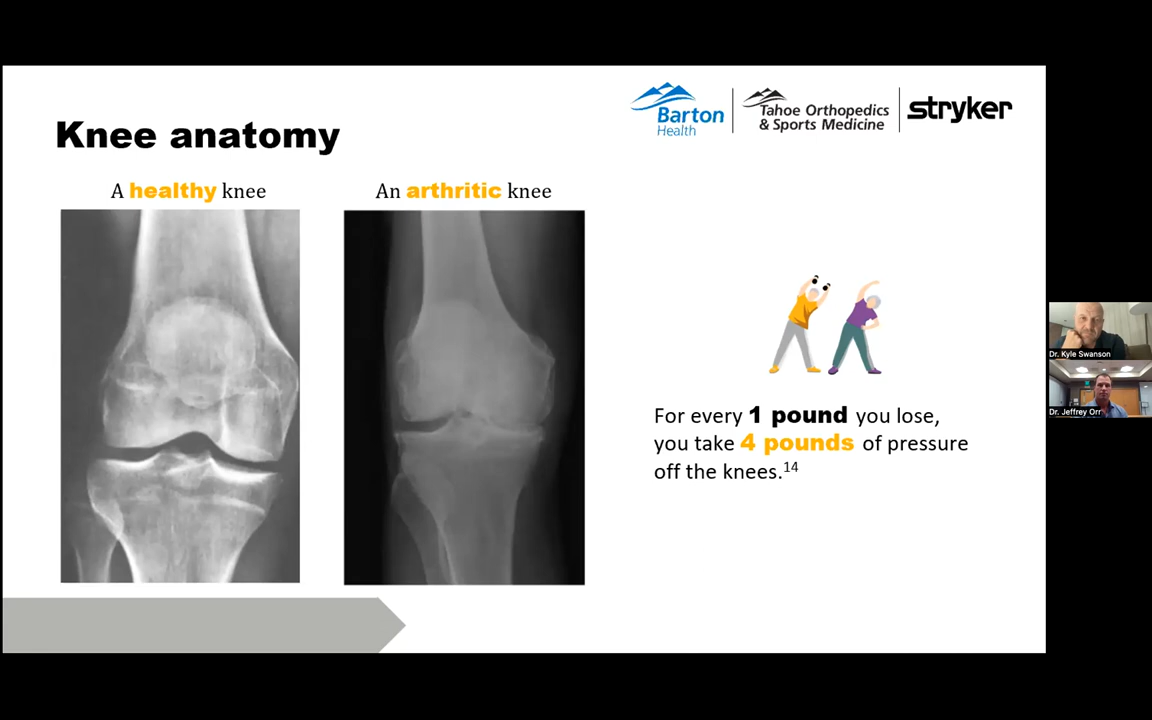 Barton
Health
Tahoe Orthopedics
& Sports Medicine
stryker
Knee anatomy
A healthy knee
An arthritic knee
For every 1 pound you lose,
you take 4 pounds of pressure
off the knees.14
Dr. Kyle Swanson
Dr. Jeffrey Orr